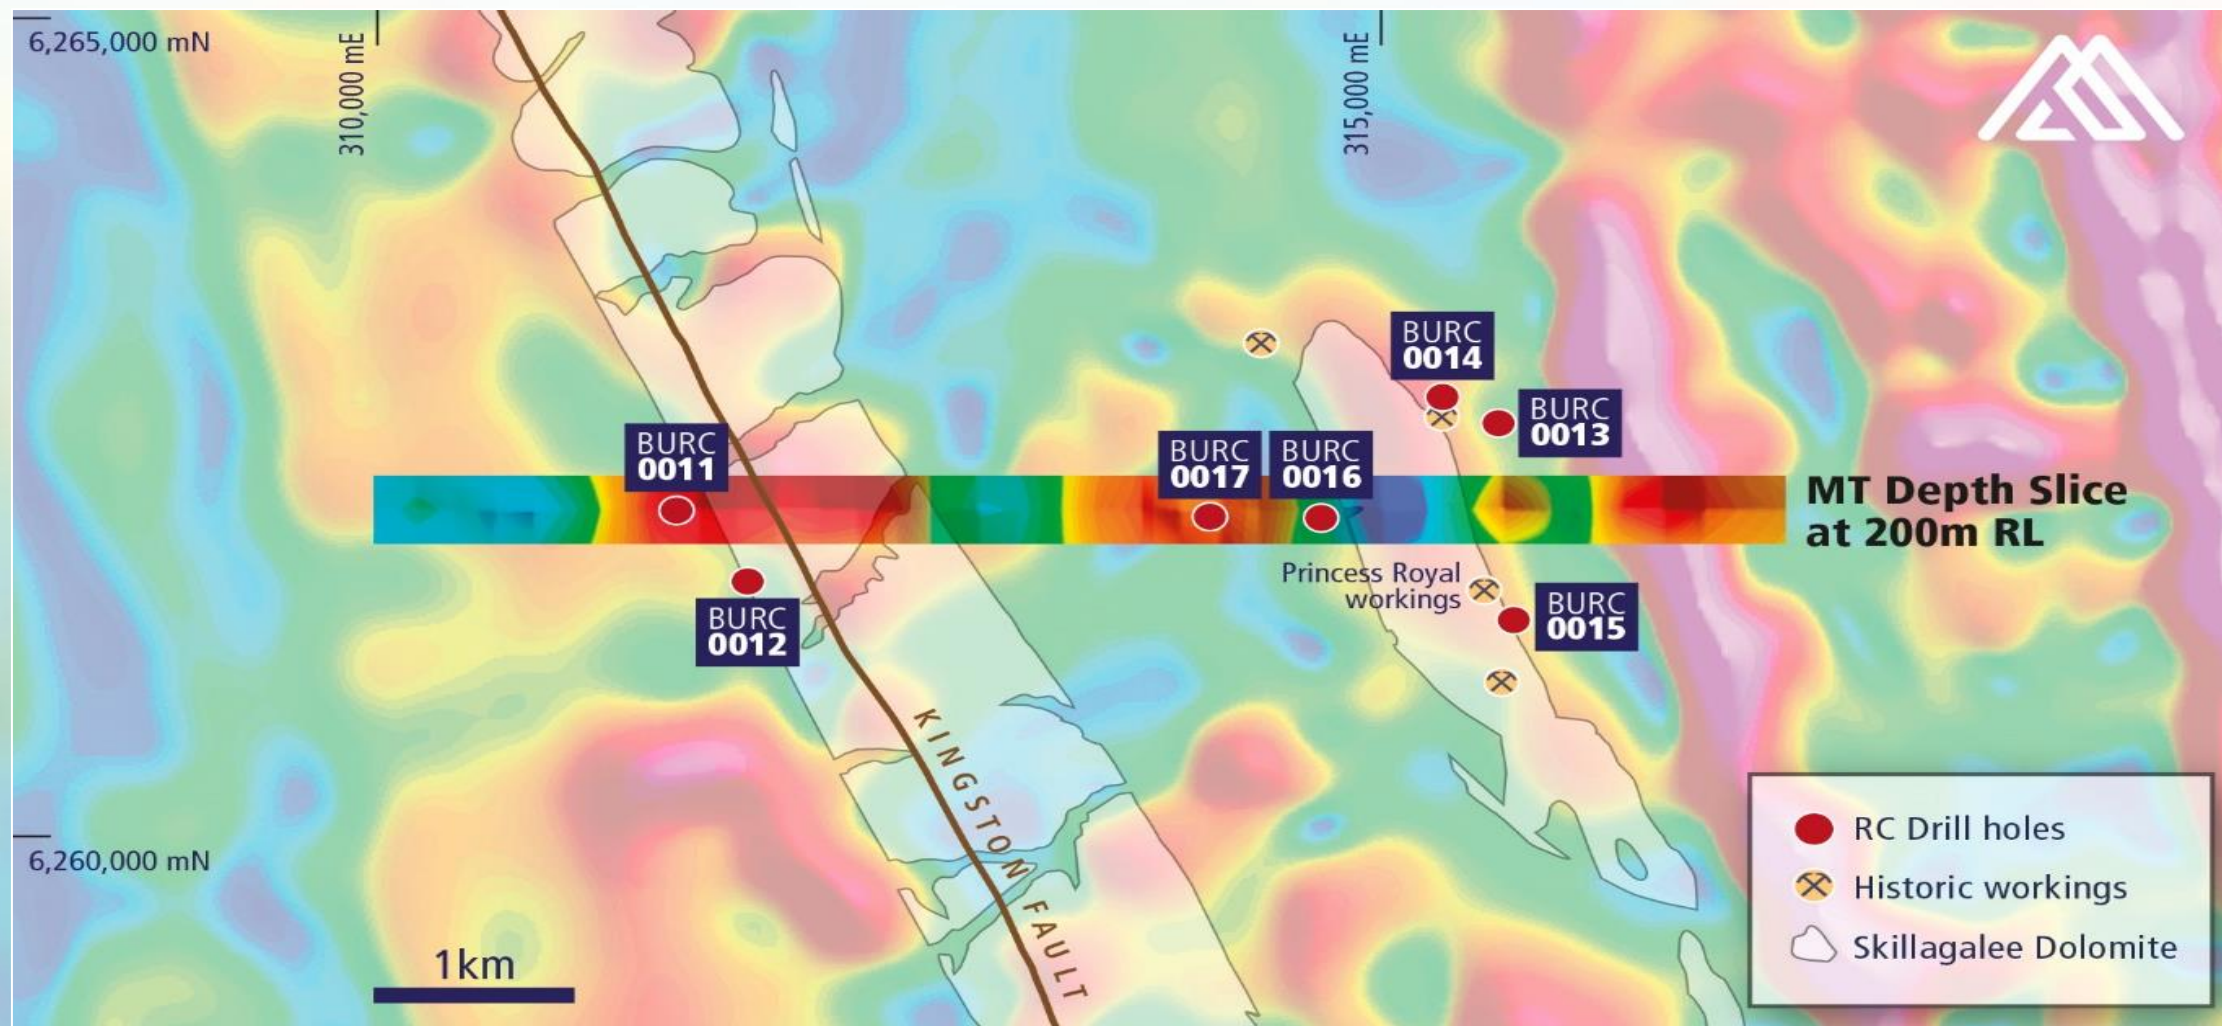 6,265,000 mN
310,000 mE
315,000 mE
BURC
0014
BURC
0013
BURC
0011
BURC
0017
BURC
0016
MT Depth Slice
at 200m RL
Princess Royal
workings
BURC
0015
BURC
0012
KINGSTON FAULT
6,260,000 mN
1km
RC Drill holes
Historic workings
Skillagalee Dolomite